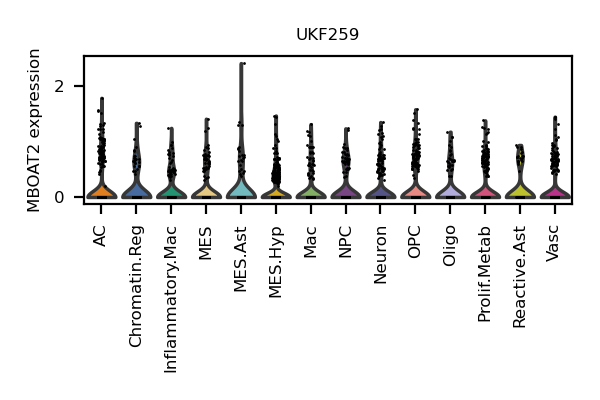 UKF259
MBOAT2 expression
2
0
AC
Chromatin.Reg
Inflammatory.Mac
MES
MES.Ast
MES.Hyp
Mac
NPC
Neuron
OPC
Oligo
Prolif.Metab
Reactive.Ast
Vasc